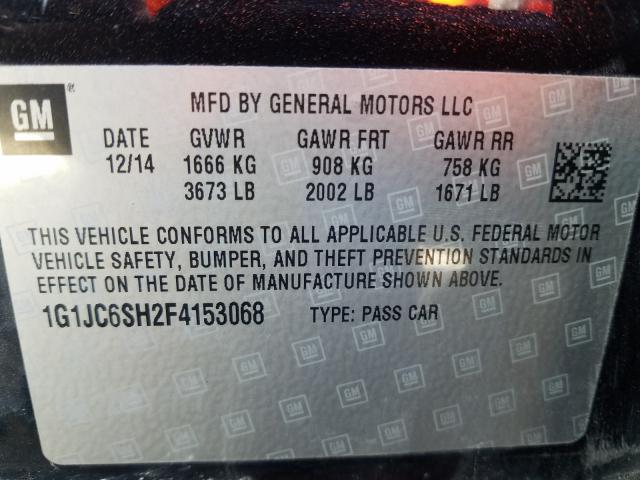 GM ® MFD BY GENERAL MOTORS LLC
DATE GVWR GAWR FRT GAWR RR
12/14 1666 KG 908 KG 758 KG
3673 LB 2002 LB 1671 LB
THIS VEHICLE CONFORMS TO ALL APPLICABLE U.S. FEDERAL MOTOR
VEHICLE SAFETY, BUMPER, AND THEFT PREVENTION STANDARDS IN
EFFECT ON THE DATE OF MANUFACTURE SHOWN ABOVE.
1G1JC6SH2F4153068 TYPE: PASS CAR